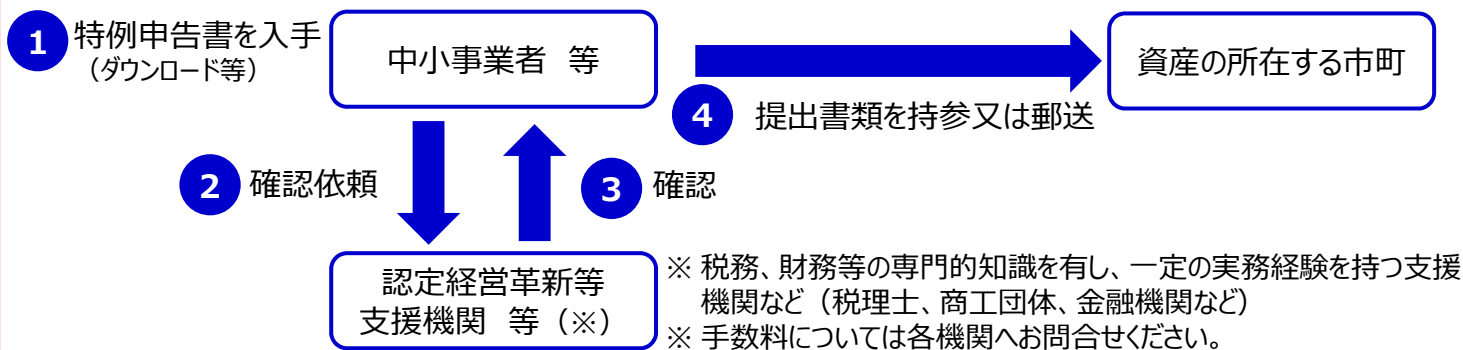 1 特例申告書を入手
（ダウンロード等）
中小事業者　等
資産の所在する市町
4 提出書類を持参又は郵送
2 確認依頼
3 確認
認定経営革新等
支援機関　等（※）
※ 税務、財務等の専門的知識を有し、一定の実務経験を持つ支援
機関など（税理士、商工団体、金融機関など）
※ 手数料については各機関へお問合せください。